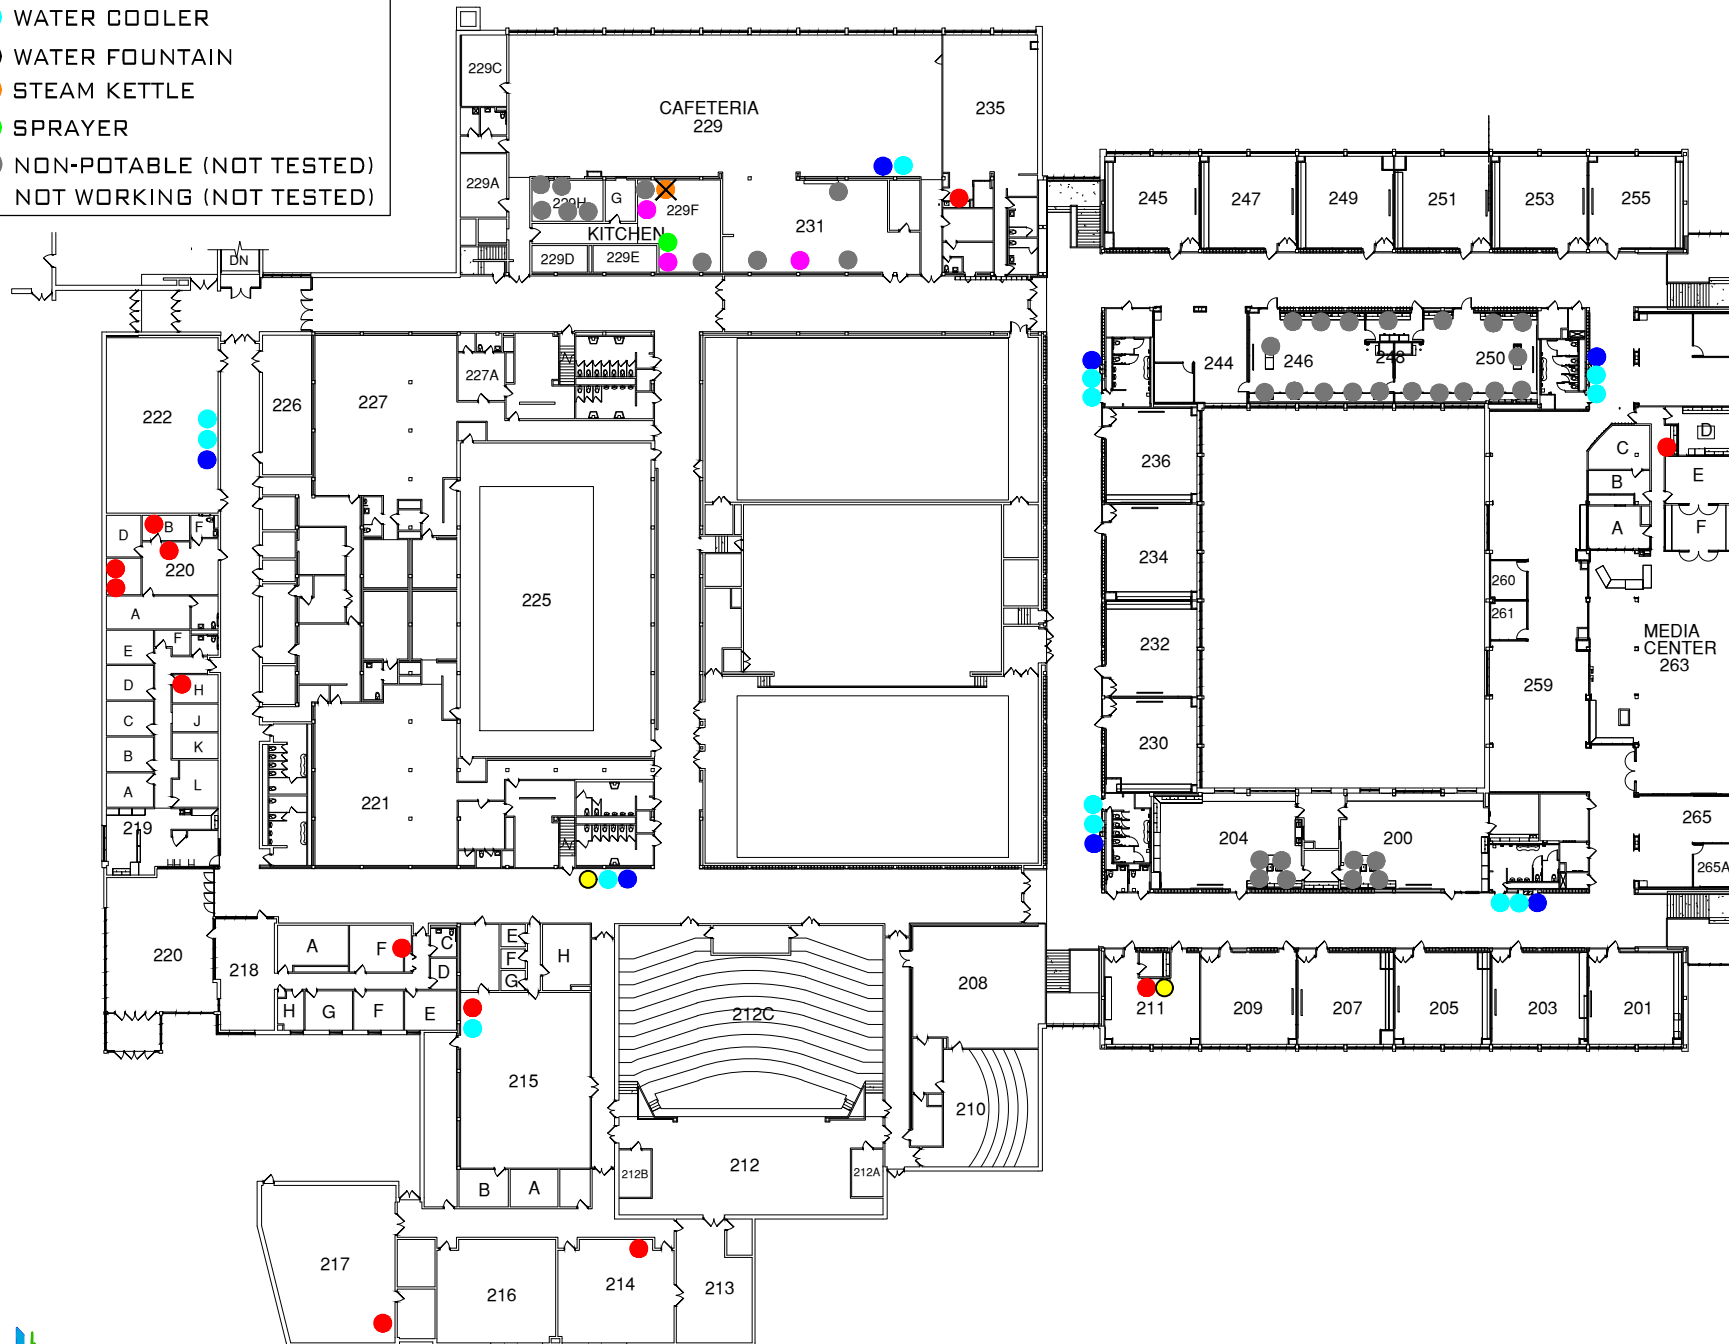 WATER COOLER
WATER FOUNTAIN
STEAM KETTLE
SPRAYER
NON-POTABLE (NOT TESTED)
NOT WORKING (NOT TESTED)
229C
CAFETERIA
229
235
229A
229H
G
229F
231
KITCHEN
229D
229E
DN
245
247
249
251
253
255
222
226
227
227A
244
246
248
250
236
C
D
B
E
A
F
D
B
F
220
234
260
261
A
225
232
MEDIA
CENTER
263
E
F
D
H
C
J
B
K
A
L
259
230
221
219
204
200
265
265A
220
218
A
F
C
D
E
F
G
H
H
G
F
E
208
212C
211
209
207
205
203
201
215
210
212B
212
212A
B
A
217
216
214
213